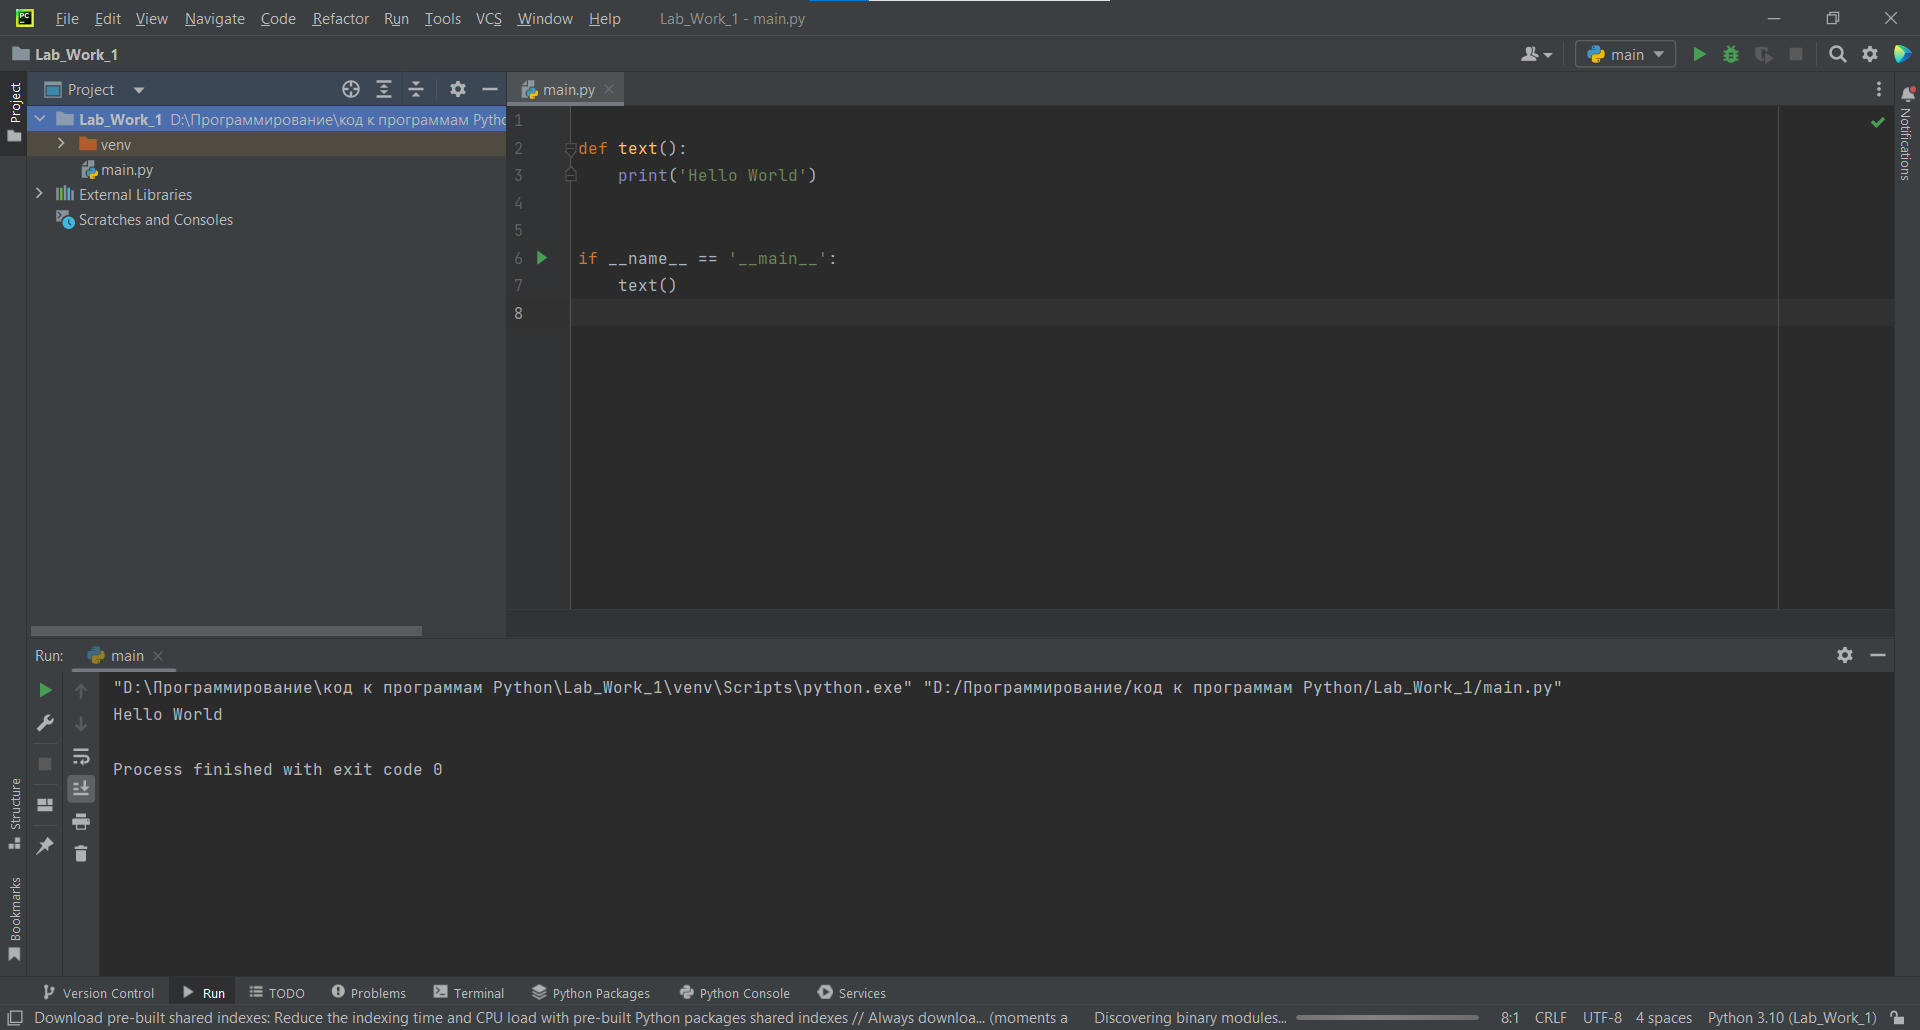 PC
File Edit View Navigate Code Refactor Run Tools VCS Window Help Lab_Work_1 - main.py
Lab_Work_1
main
Project
Project
main.py
Lab_Work_1 D:\Программирование\код к программам Pytho
venv
main.py
External Libraries
Scratches and Consoles
1
2 def text():
3 print('Hello World')
4
5
6 if __name__ == '__main__':
7 text()
8
Notifications
Run: main
"D:\Программирование\код к программам Python\Lab_Work_1\venv\Scripts\python.exe" "D:/Программирование/код к программам Python/Lab_Work_1/main.py"
Hello World
Process finished with exit code 0
Structure
Bookmarks
Version Control Run TODO Problems Terminal Python Packages Python Console Services
Download pre-built shared indexes: Reduce the indexing time and CPU load with pre-built Python packages shared indexes // Always downloa... (moments a Discovering binary modules... 8:1 CRLF UTF-8 4 spaces Python 3.10 (Lab_Work_1)